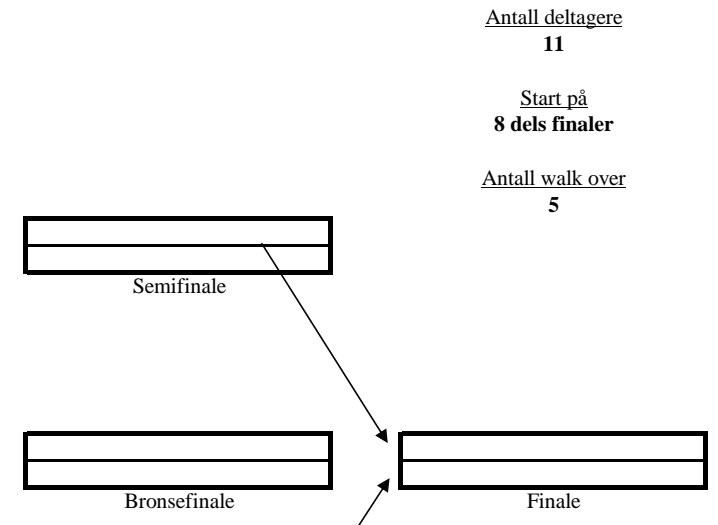 Antall deltagere
11
Start på
8 dels finaler
Antall walk over
5
Semifinale
Bronsefinale
Finale